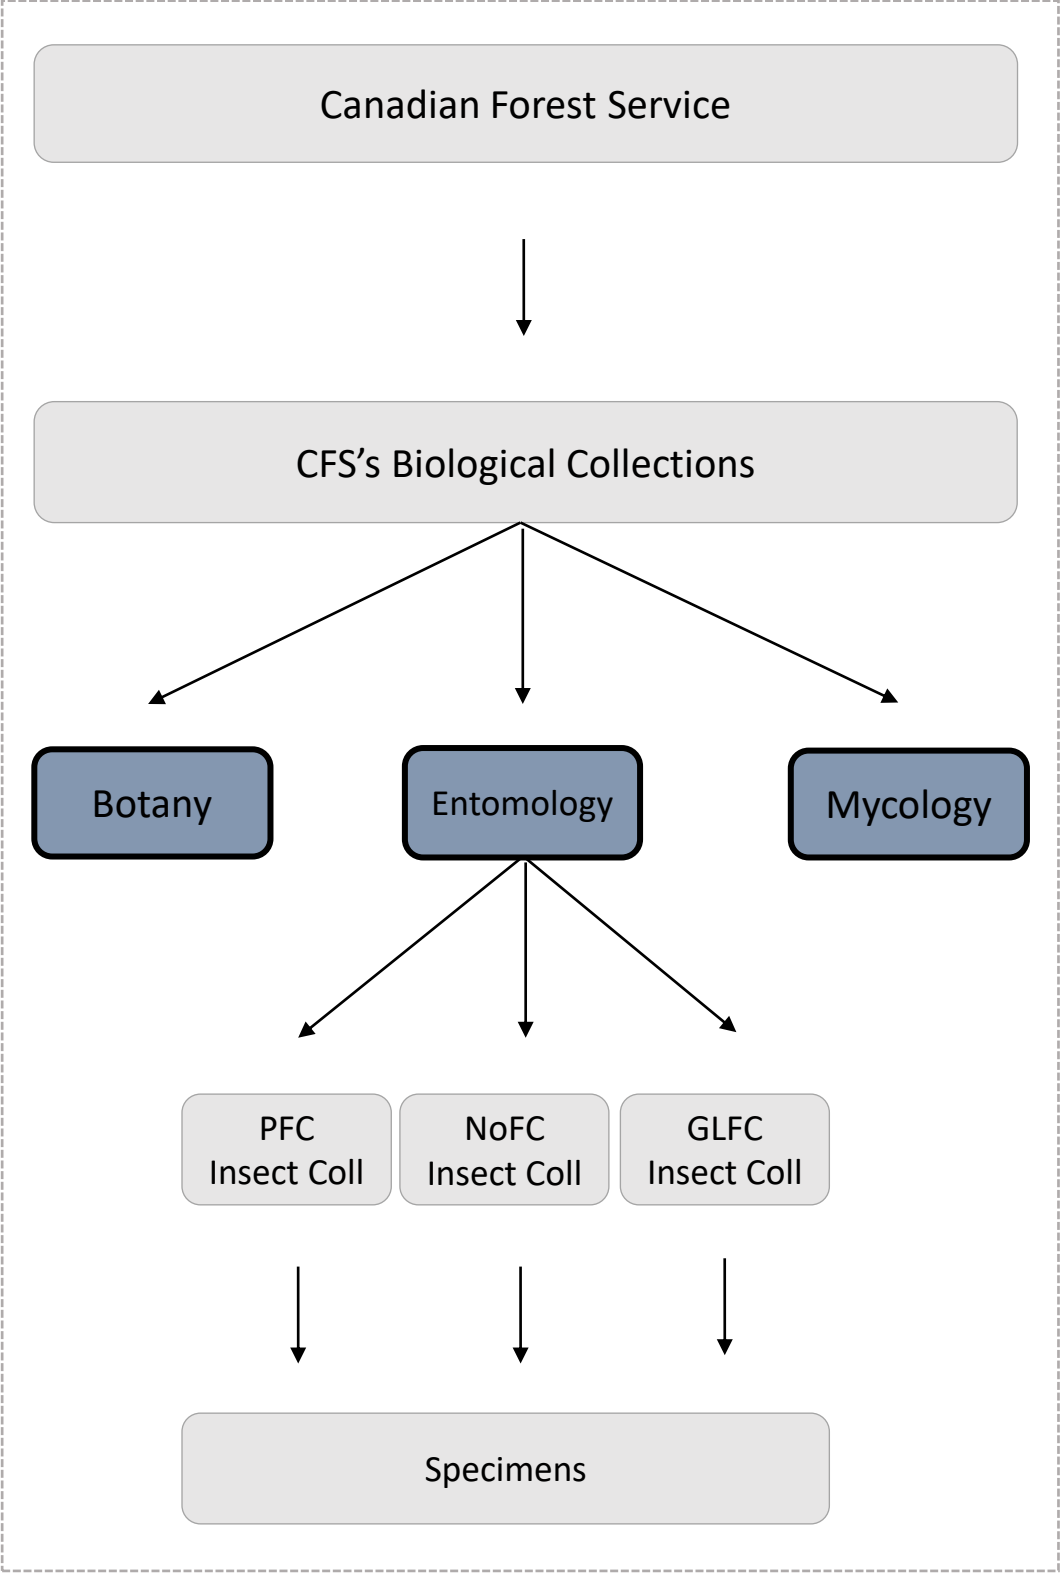 Canadian Forest Service
CFS’s Biological Collections
Botany
Entomology
Mycology
PFC
Insect Coll
NoFC
Insect Coll
GLFC
Insect Coll
Specimens